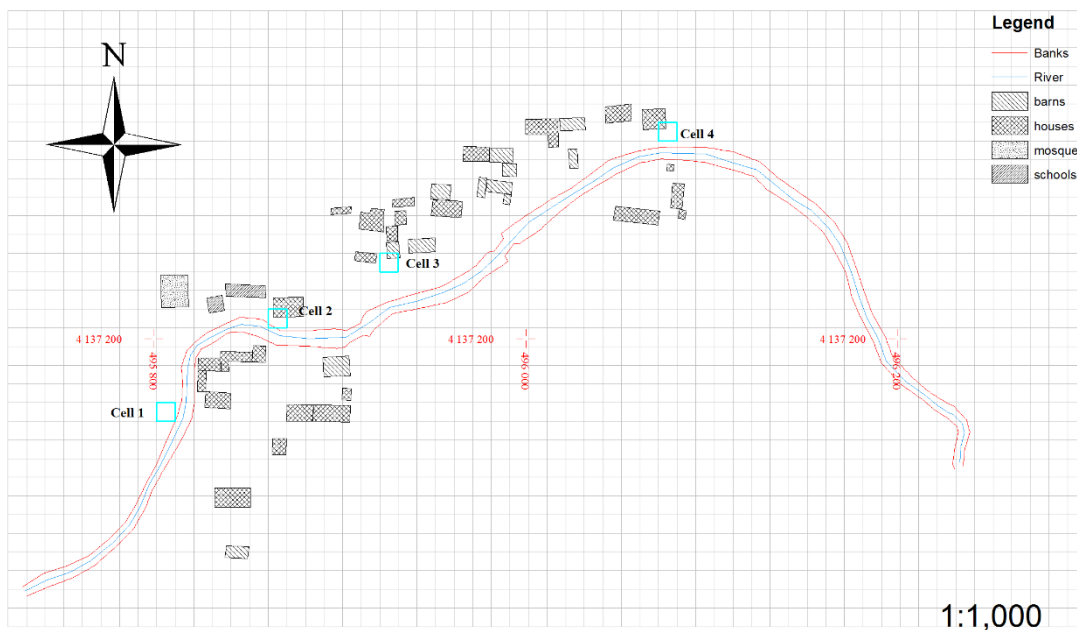 Legend
N
Banks
River
barns
houses
mosque
schools
Cell 4
Cell 3
Cell 2
4 137 200
4 137 200
4 137 200
495 800
496 000
496 200
Cell 1
1:1,000